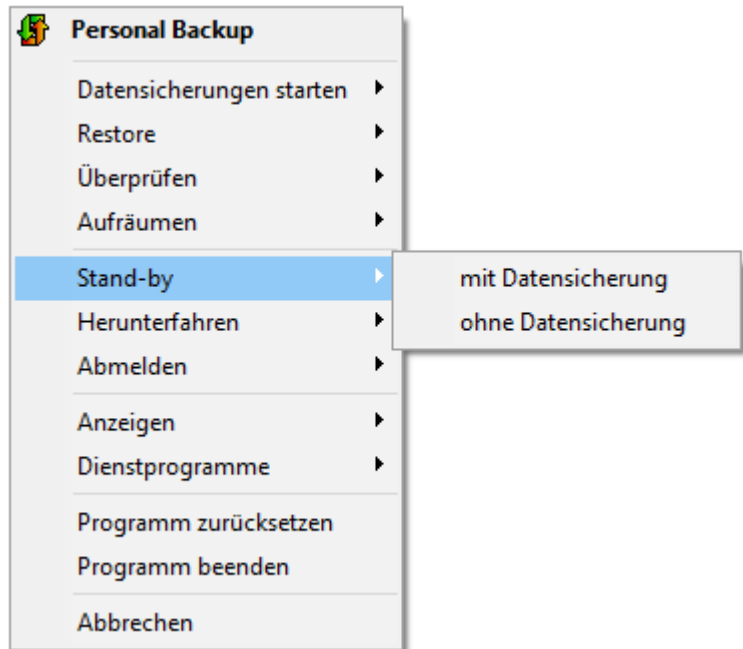 Personal Backup
Datensicherungen starten
Restore
Überprüfen
Aufräumen
Stand-by
mit Datensicherung
ohne Datensicherung
Herunterfahren
Abmelden
Anzeigen
Dienstprogramme
Programm zurücksetzen
Programm beenden
Abbrechen